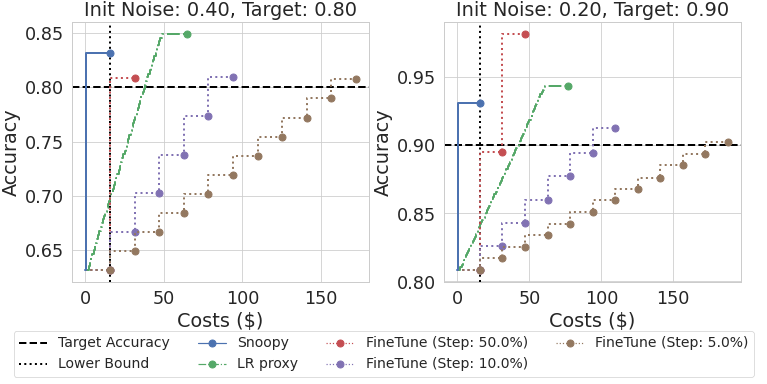 Init Noise: 0.40, Target: 0.80
Init Noise: 0.20, Target: 0.90
Accuracy
0.85
0.80
0.75
0.70
0.65
0 50 100 150
Costs ($)
Accuracy
0.95
0.90
0.85
0.80
0 50 100 150
Costs ($)
Target Accuracy Snoopy FineTune (Step: 50.0%) FineTune (Step: 5.0%)
Lower Bound LR proxy FineTune (Step: 10.0%)